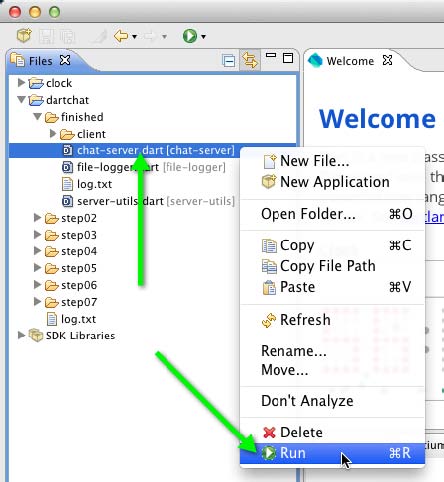 Files
Welcome
clock
dartchat
finished
client
chat-server.dart [chat-server]
file-logger.dart [file-logger]
log.txt
server-utils.dart [server-utils]
step02
step03
step04
step05
step06
step07
log.txt
SDK Libraries
Welcome
New File...
New Application
Open Folder... ⌘O
Copy ⌘C
Copy File Path
Paste ⌘V
Refresh
Rename...
Move...
Don't Analyze
Delete
Run ⌘R